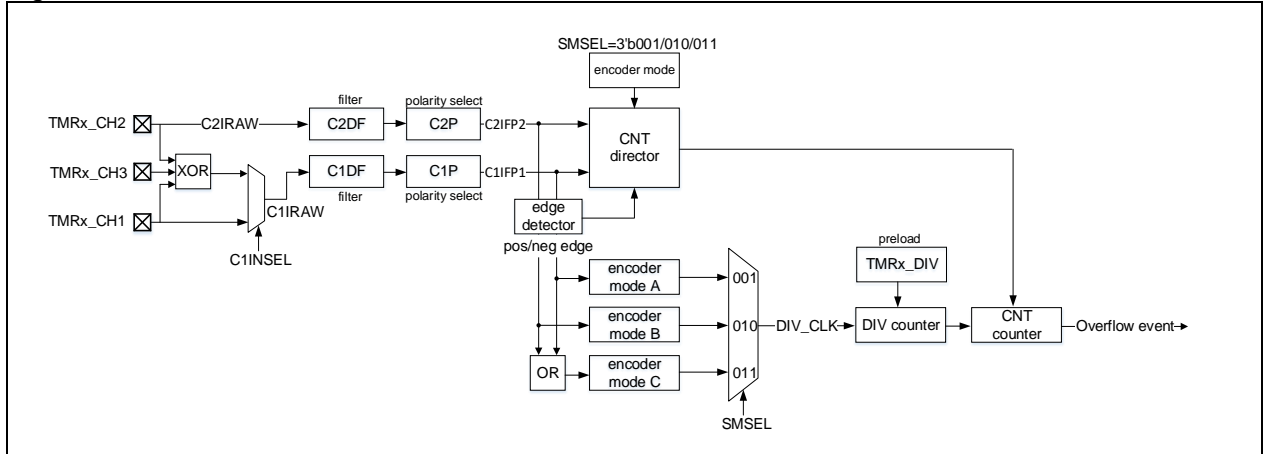 SMSEL=3'b001/010/011
encoder mode
filter
polarity select
TMRx_CH2
C2IRAW
C2DF
C2P
C2IFP2
CNT
director
TMRx_CH3
XOR
C1DF
C1P
C1IFP1
filter
polarity select
C1IRAW
TMRx_CH1
edge
detector
pos/neg edge
C1INSEL
preload
TMRx_DIV
encoder
mode A
001
encoder
mode B
010
DIV_CLK
DIV counter
CNT
counter
Overflow event
OR
encoder
mode C
011
SMSEL